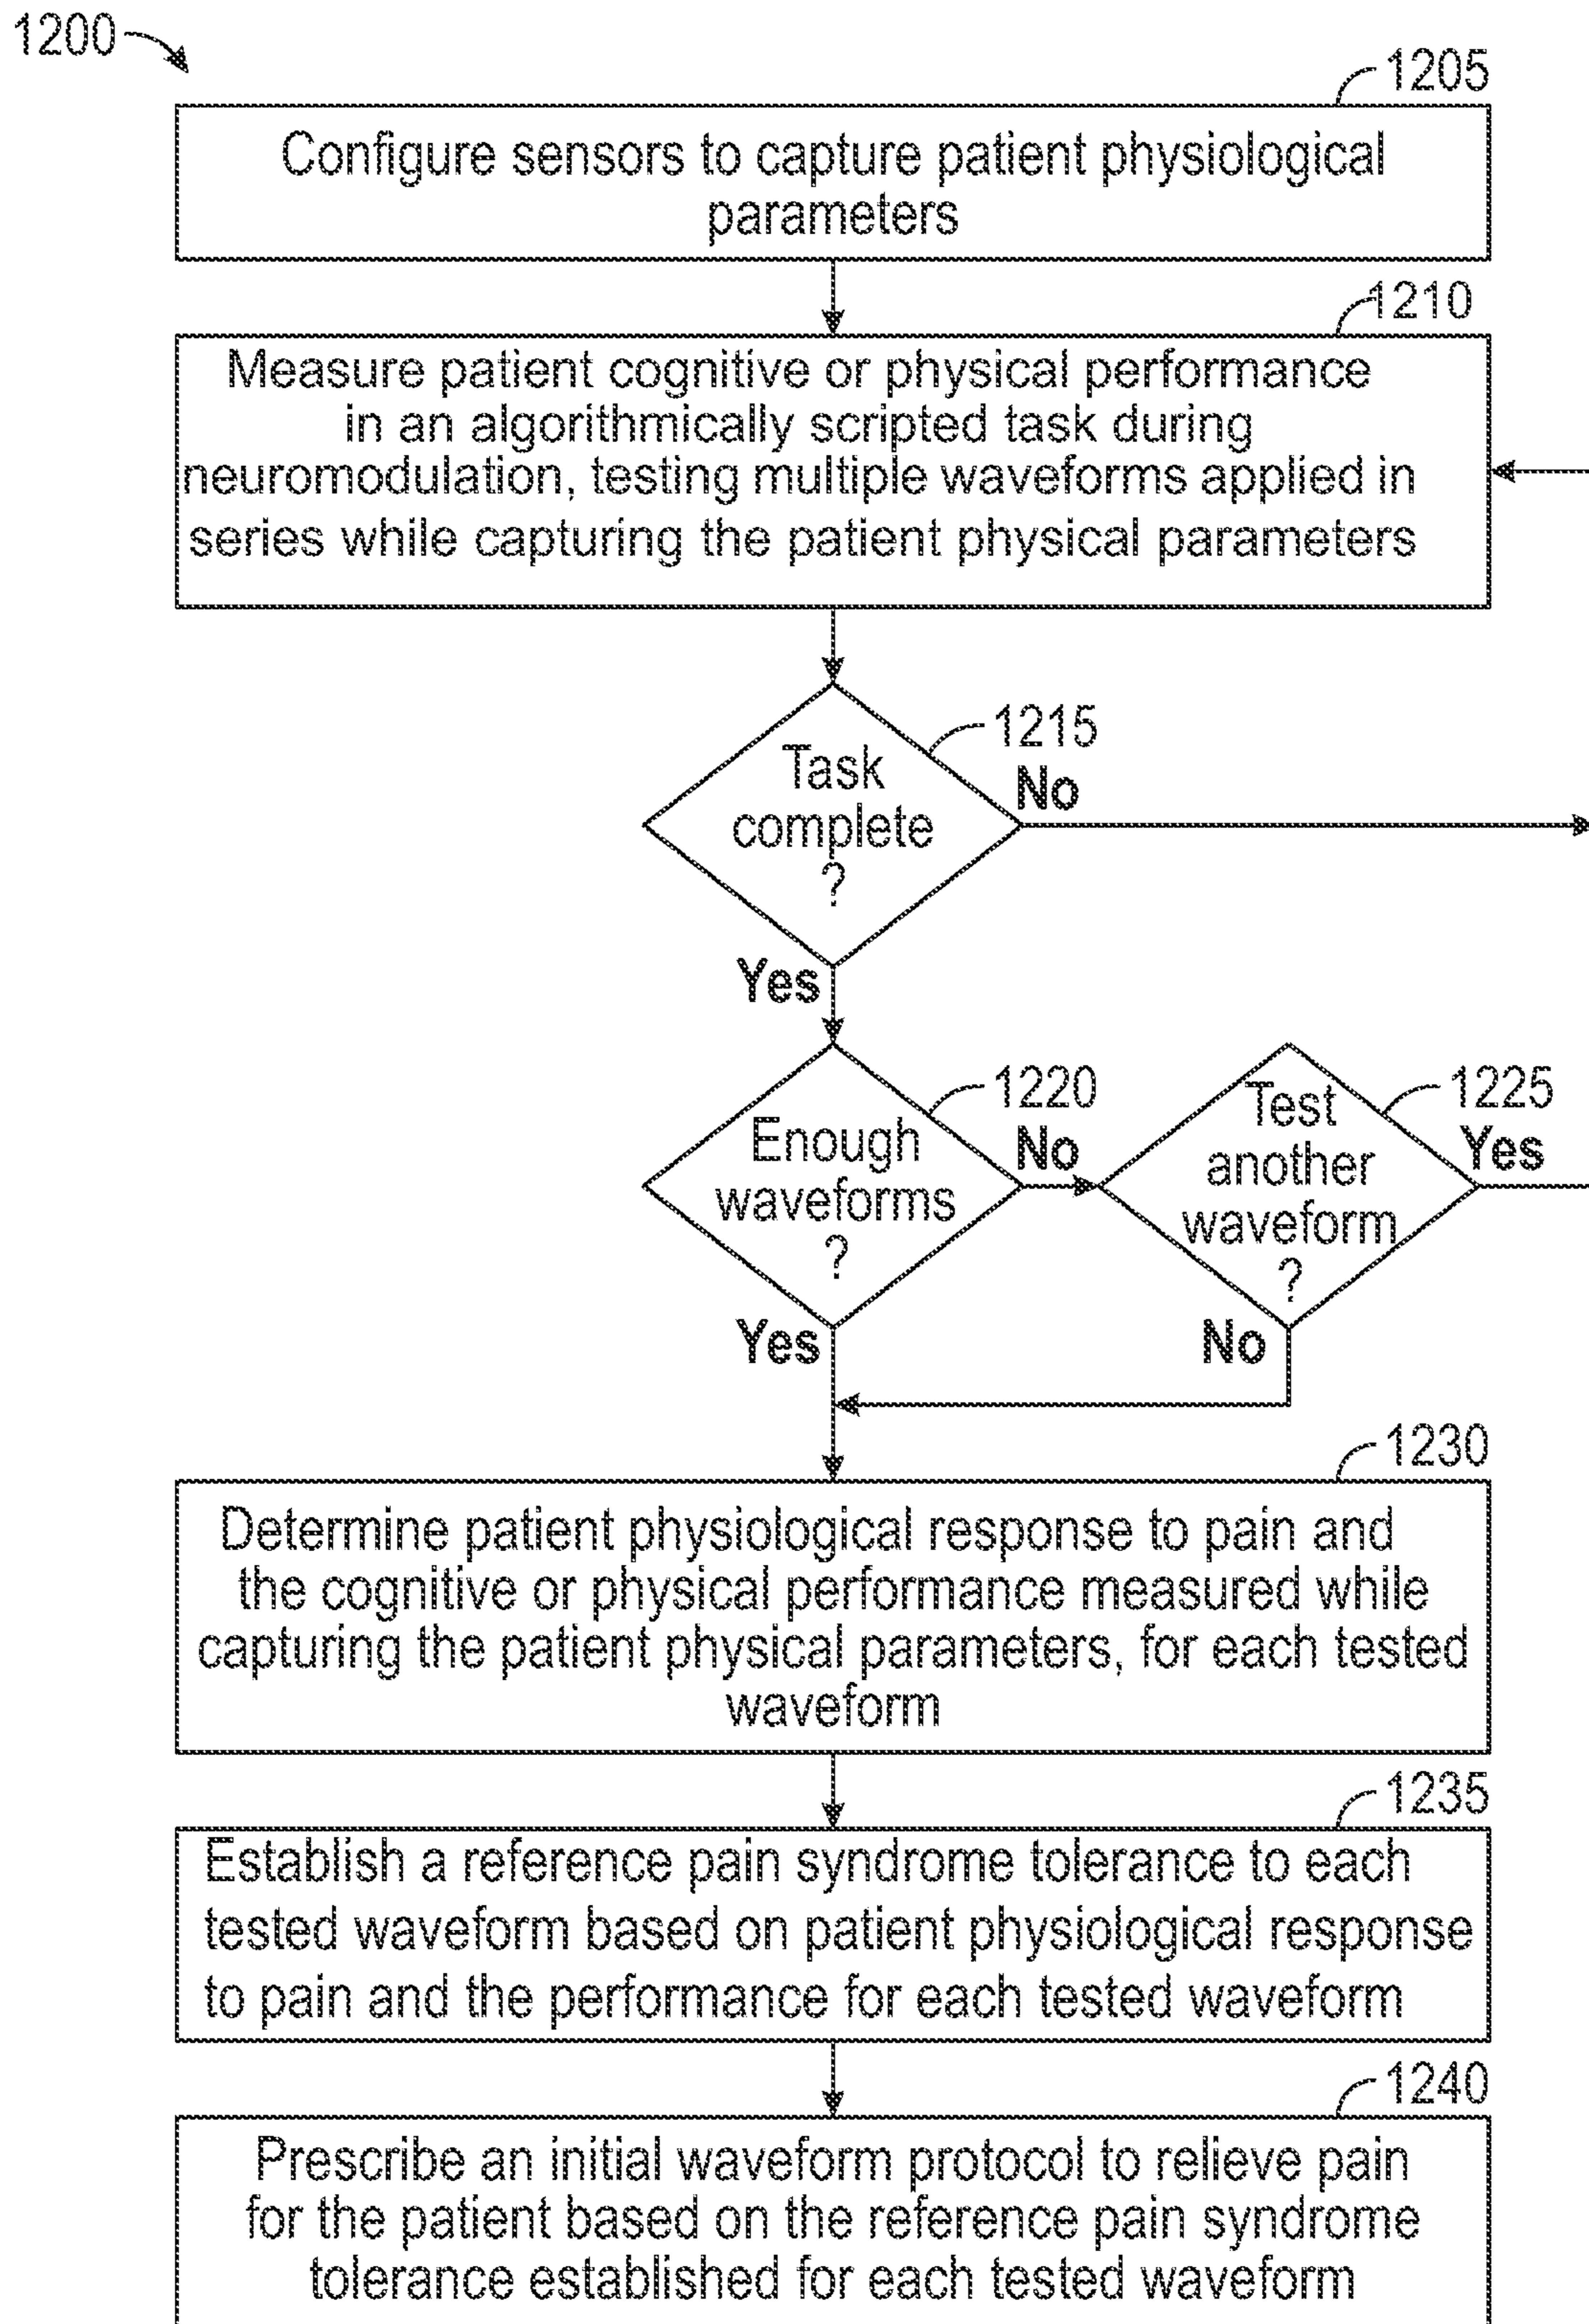 1200
1205
Configure sensors to capture patient physiological
parameters
1210
Measure patient cognitive or physical performance
in an algorithmically scripted task during
neuromodulation, testing multiple waveforms applied in
series while capturing the patient physical parameters
1215
Task
complete
?
No
Yes
1220
Enough
waveforms
?
No
Yes
1225
Test
another
waveform
?
Yes
No
1230
Determine patient physiological response to pain and
the cognitive or physical performance measured while
capturing the patient physical parameters, for each tested
waveform
1235
Establish a reference pain syndrome tolerance to each
tested waveform based on patient physiological response
to pain and the performance for each tested waveform
1240
Prescribe an initial waveform protocol to relieve pain
for the patient based on the reference pain syndrome
tolerance established for each tested waveform